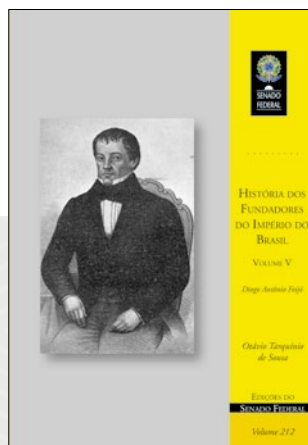 SENADO
FEDERAL
HISTÓRIA DOS
FUNDADORES
DO IMPÉRIO DO
BRASIL
VOLUME V
Diogo Antônio Feijó
Otávio Tarquínio
de Sousa
EDIÇÕES DO
SENADO FEDERAL
Volume 212